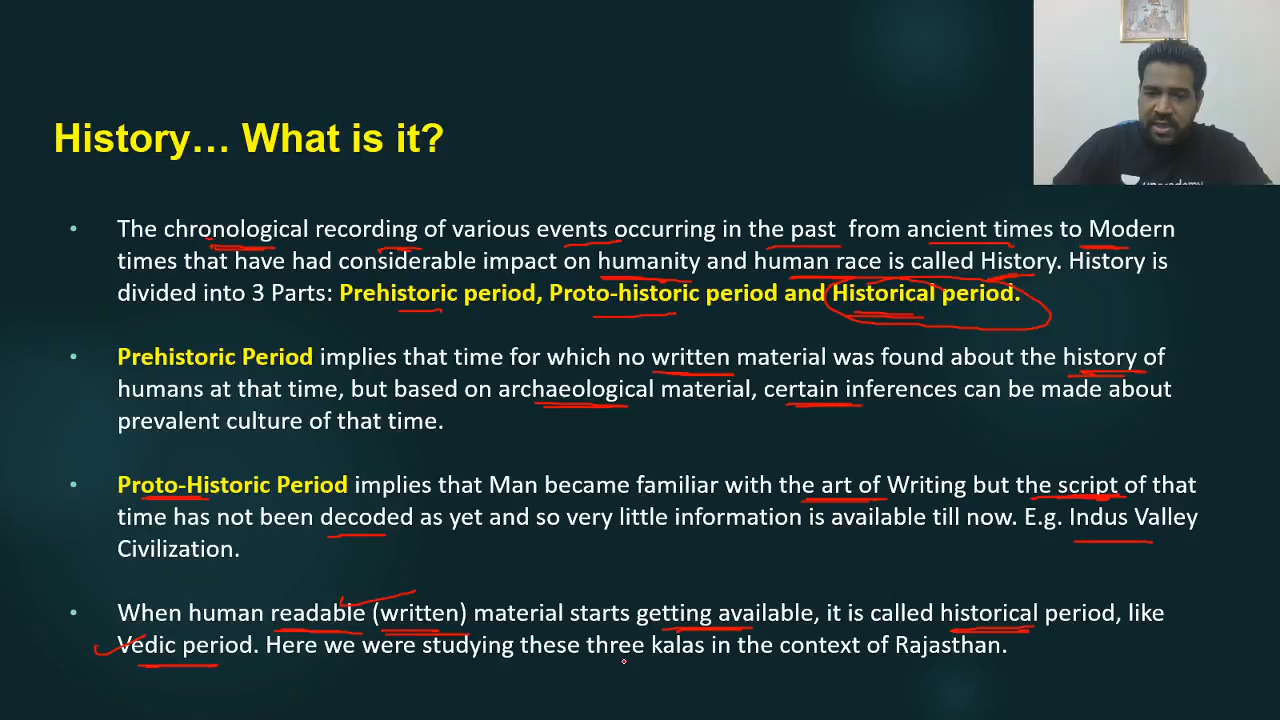 History… What is it?
• The chronological recording of various events occurring in the past from ancient times to Modern
times that have had considerable impact on humanity and human race is called History. History is
divided into 3 Parts: Prehistoric period, Proto-historic period and Historical period.
• Prehistoric Period implies that time for which no written material was found about the history of
humans at that time, but based on archaeological material, certain inferences can be made about
prevalent culture of that time.
• Proto-Historic Period implies that Man became familiar with the art of Writing but the script of that
time has not been decoded as yet and so very little information is available till now. E.g. Indus Valley
Civilization.
• When human readable (written) material starts getting available, it is called historical period, like
Vedic period. Here we were studying these three kalas in the context of Rajasthan.